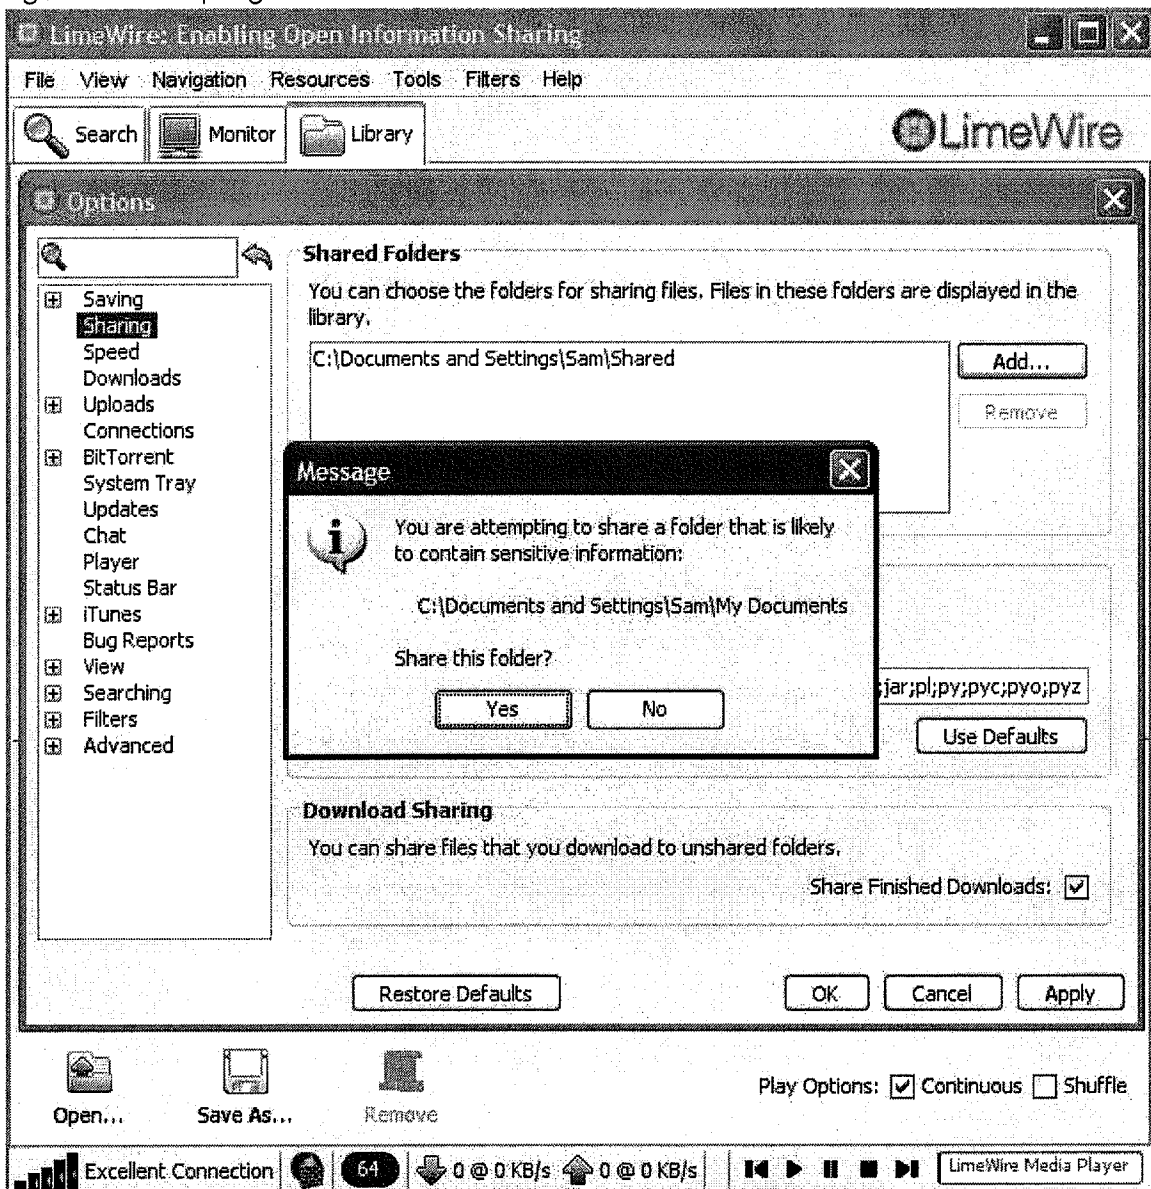 LimeWire: Enabling Open Information Sharing
File View Navigation Resources Tools Filters Help
Search Monitor Library LimeWire
Options
Saving
Sharing
Speed
Downloads
Uploads
Connections
BitTorrent
System Tray
Updates
Chat
Player
Status Bar
iTunes
Bug Reports
View
Searching
Filters
Advanced
Shared Folders
You can choose the folders for sharing files. Files in these folders are displayed in the
library.
C:\Documents and Settings\Sam\Shared
Add...
Remove
Message
You are attempting to share a folder that is likely
to contain sensitive information:
C:\Documents and Settings\Sam\My Documents
Share this folder?
Yes No
;jar;pl;py;pyc;pyo;pyz
Use Defaults
Download Sharing
You can share files that you download to unshared folders.
Share Finished Downloads:
Restore Defaults OK Cancel Apply
Open... Save As... Remove
Play Options: Continuous Shuffle
Excellent Connection 64 0 @ 0 KB/s 0 @ 0 KB/s LimeWire Media Player